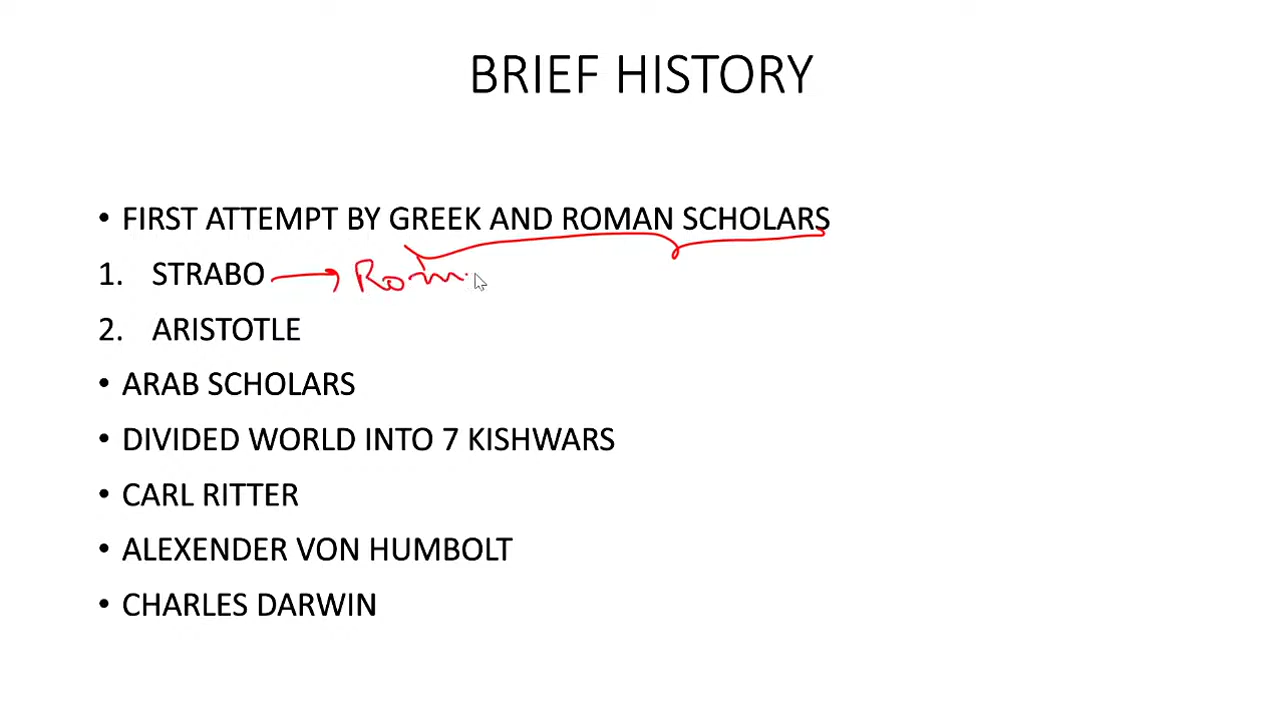 BRIEF HISTORY
• FIRST ATTEMPT BY GREEK AND ROMAN SCHOLARS
1. STRABO → Rom
2. ARISTOTLE
• ARAB SCHOLARS
• DIVIDED WORLD INTO 7 KISHWARS
• CARL RITTER
• ALEXENDER VON HUMBOLT
• CHARLES DARWIN